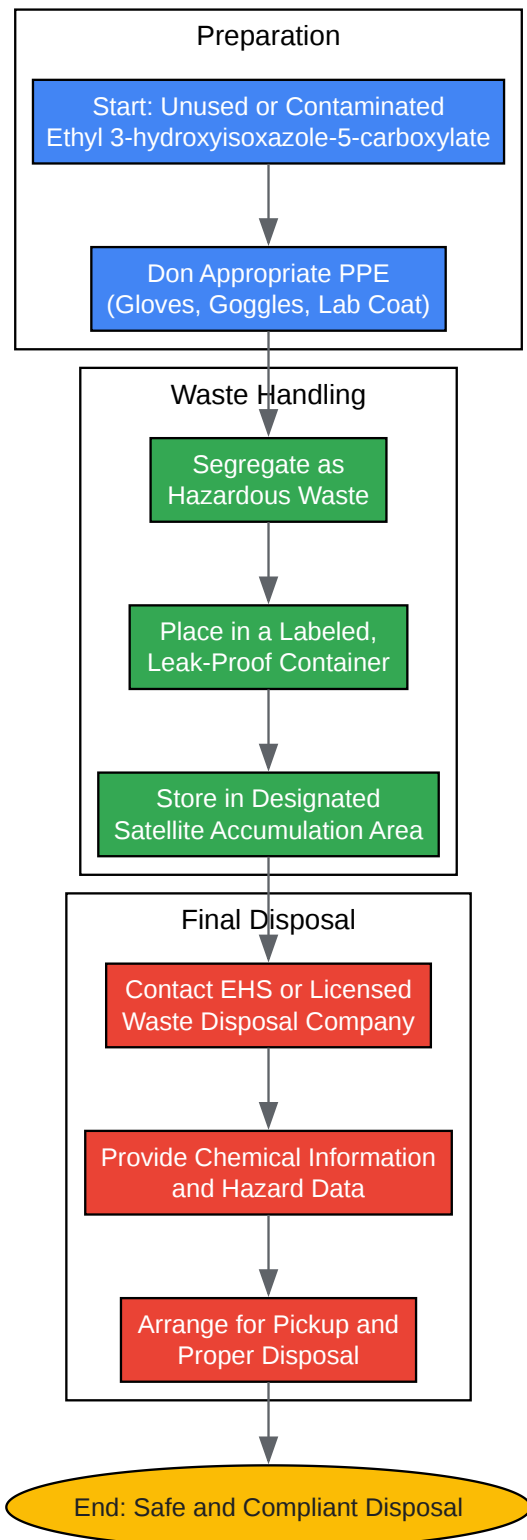 Preparation
Start: Unused or Contaminated
Ethyl 3-hydroxyisoxazole-5-carboxylate
Don Appropriate PPE
(Gloves, Goggles, Lab Coat)
Waste Handling
Segregate as
Hazardous Waste
Place in a Labeled,
Leak-Proof Container
Store in Designated
Satellite Accumulation Area
Final Disposal
Contact EHS or Licensed
Waste Disposal Company
Provide Chemical Information
and Hazard Data
Arrange for Pickup and
Proper Disposal
End: Safe and Compliant Disposal